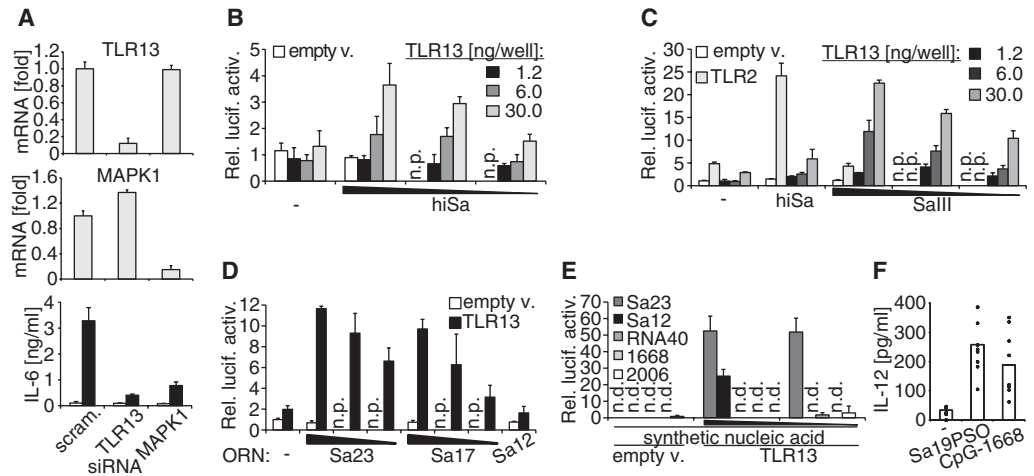 A
TLR13
mRNA [fold]
1.2
1.0
0.8
0.6
0.4
0.2
0
MAPK1
mRNA [fold]
1.6
1.2
0.8
0.4
0
IL-6 [ng/ml]
4
3
2
1
0
scram.
TLR13
MAPK1
siRNA
B
Rel. lucif. activ.
5
4
3
2
1
0
empty v.
TLR13 [ng/well]:
1.2
6.0
30.0
n.p.
n.p.
-
hiSa
C
Rel. lucif. activ.
30
25
20
15
10
5
0
empty v.
TLR2
TLR13 [ng/well]:
1.2
6.0
30.0
n.p.
n.p.
n.p.
n.p.
-
hiSa
SaIII
D
Rel. lucif. activ.
12
10
8
6
4
2
0
empty v.
TLR13
n.p.
n.p.
n.p.
n.p.
ORN:
-
Sa23
Sa17
Sa12
E
Rel. lucif. activ.
70
60
50
40
30
20
10
0
Sa23
Sa12
RNA40
1668
2006
n.d.
n.d.
n.d.
n.d.
n.d.
n.d.
n.d.
n.d.
n.d.
synthetic nucleic acid
empty v.
TLR13
F
IL-12 [pg/ml]
400
300
200
100
0
-
Sa19PSO
CpG-1668